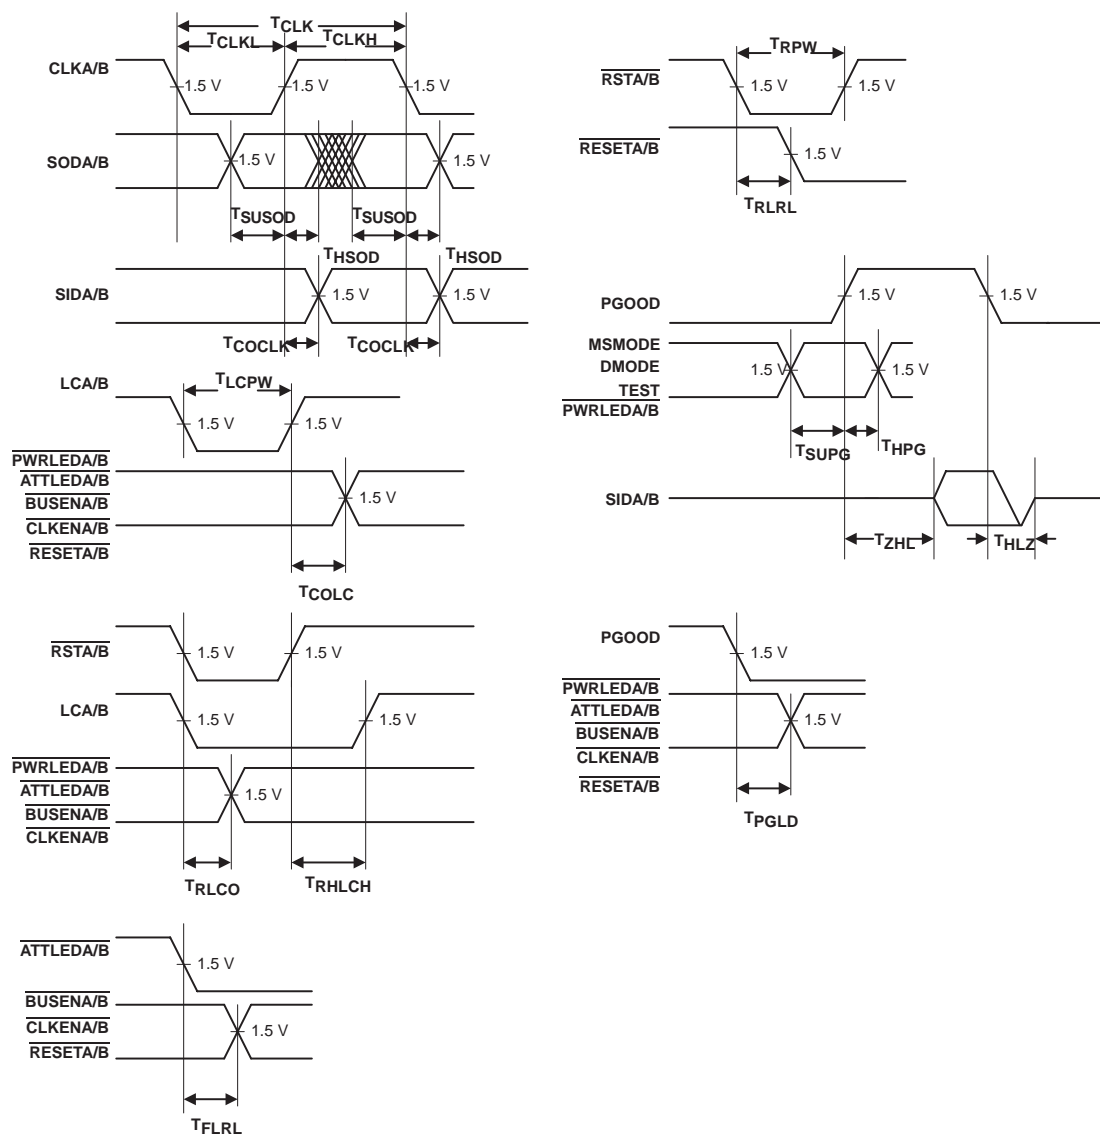 TCLK
TCLKL
TCLKH
CLKA/B
1.5 V
1.5 V
1.5 V
SODA/B
1.5 V
TSUSOD
TSUSOD
THSOD
THSOD
SIDA/B
1.5 V
1.5 V
TCOCLK
TCOCLK
LCA/B
TLCPW
1.5 V
1.5 V
PWRLEDA/B
ATTLEDA/B
BUSENA/B
1.5 V
CLKENA/B
RESETA/B
TCOLC
RSTA/B
1.5 V
1.5 V
LCA/B
1.5 V
1.5 V
PWRLEDA/B
ATTLEDA/B
1.5 V
BUSENA/B
CLKENA/B
TRLCO
TRHLCH
ATTLEDA/B
1.5 V
BUSENA/B
CLKENA/B
1.5 V
RESETA/B
TFLRL
TRPW
RSTA/B
1.5 V
1.5 V
RESETA/B
1.5 V
TRLRL
PGOOD
1.5 V
1.5 V
MSMODE
DMODE
1.5 V
1.5 V
TEST
PWRLEDA/B
TSUPG
THPG
SIDA/B
TZHL
THLZ
PGOOD
1.5 V
PWRLEDA/B
ATTLEDA/B
1.5 V
BUSENA/B
CLKENA/B
RESETA/B
TPGLD